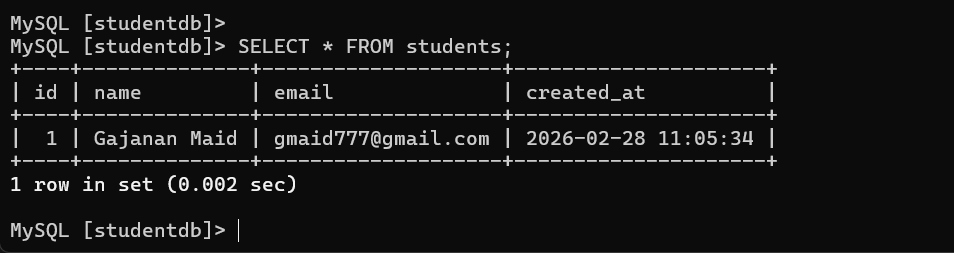 MySQL [studentdb]>
MySQL [studentdb]> SELECT * FROM students;
+----+--------------+-------------------+---------------------+
| id | name         | email             | created_at          |
+----+--------------+-------------------+---------------------+
|  1 | Gajanan Maid | gmaid777@gmail.com | 2026-02-28 11:05:34 |
+----+--------------+-------------------+---------------------+
1 row in set (0.002 sec)
MySQL [studentdb]>